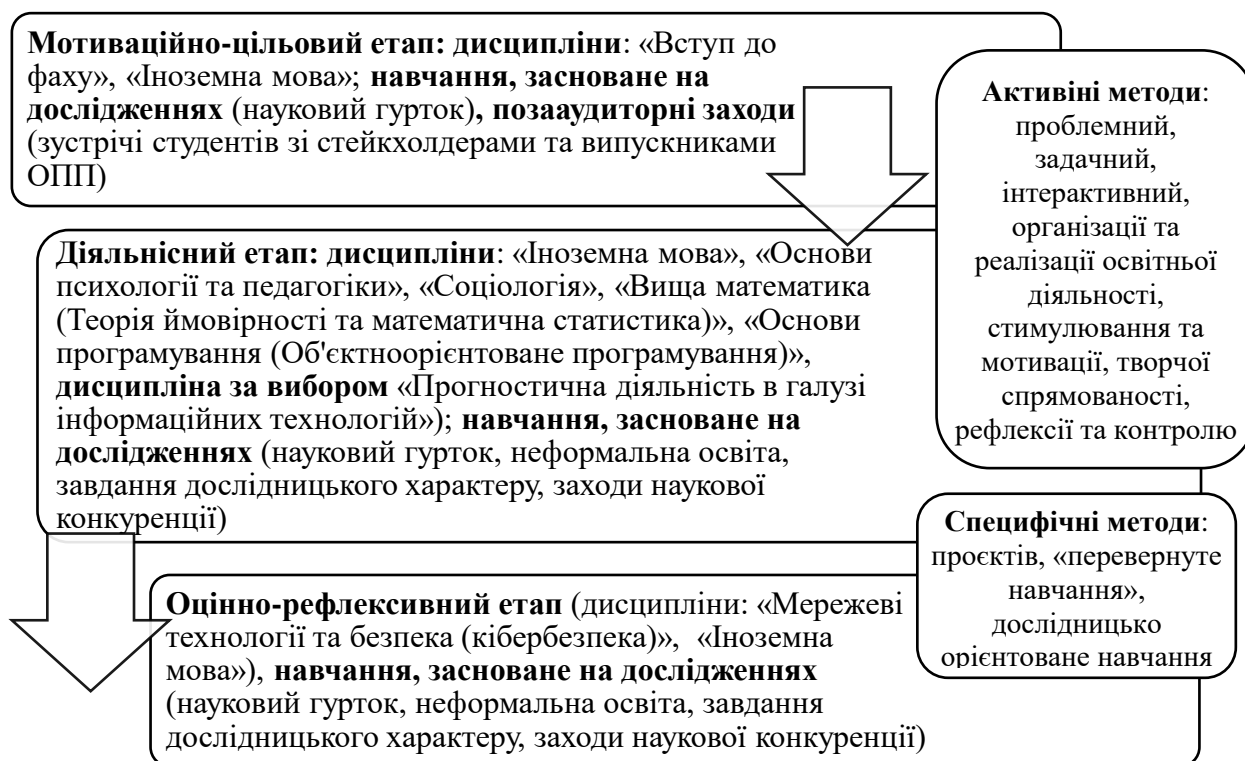 Мотиваційно-цільовий етап: дисципліни: «Вступ до
фаху», «Іноземна мова»; навчання, засноване на
дослідженнях (науковий гурток), позааудиторні заходи
(зустрічі студентів зі стейкхолдерами та випускниками
ОПП)
Активіні методи:
проблемний,
задачний,
інтерактивний,
організації та
реалізації освітньої
діяльності,
стимулювання та
мотивації, творчої
спрямованості,
рефлексії та контролю
Діяльнісний етап: дисципліни: «Іноземна мова», «Основи
психології та педагогіки», «Соціологія», «Вища математика
(Теорія ймовірності та математична статистика)», «Основи
програмування (Об'єктноорієнтоване програмування)»,
дисципліна за вибором «Прогностична діяльність в галузі
інформаційних технологій»); навчання, засноване на
дослідженнях (науковий гурток, неформальна освіта,
завдання дослідницького характеру, заходи наукової
конкуренції)
Специфічні методи:
проєктів, «перевернуте
навчання»,
дослідницько
орієнтоване навчання
Оцінно-рефлексивний етап (дисципліни: «Мережеві
технології та безпека (кібербезпека)», «Іноземна
мова»), навчання, засноване на дослідженнях
(науковий гурток, неформальна освіта, завдання
дослідницького характеру, заходи наукової конкуренції)